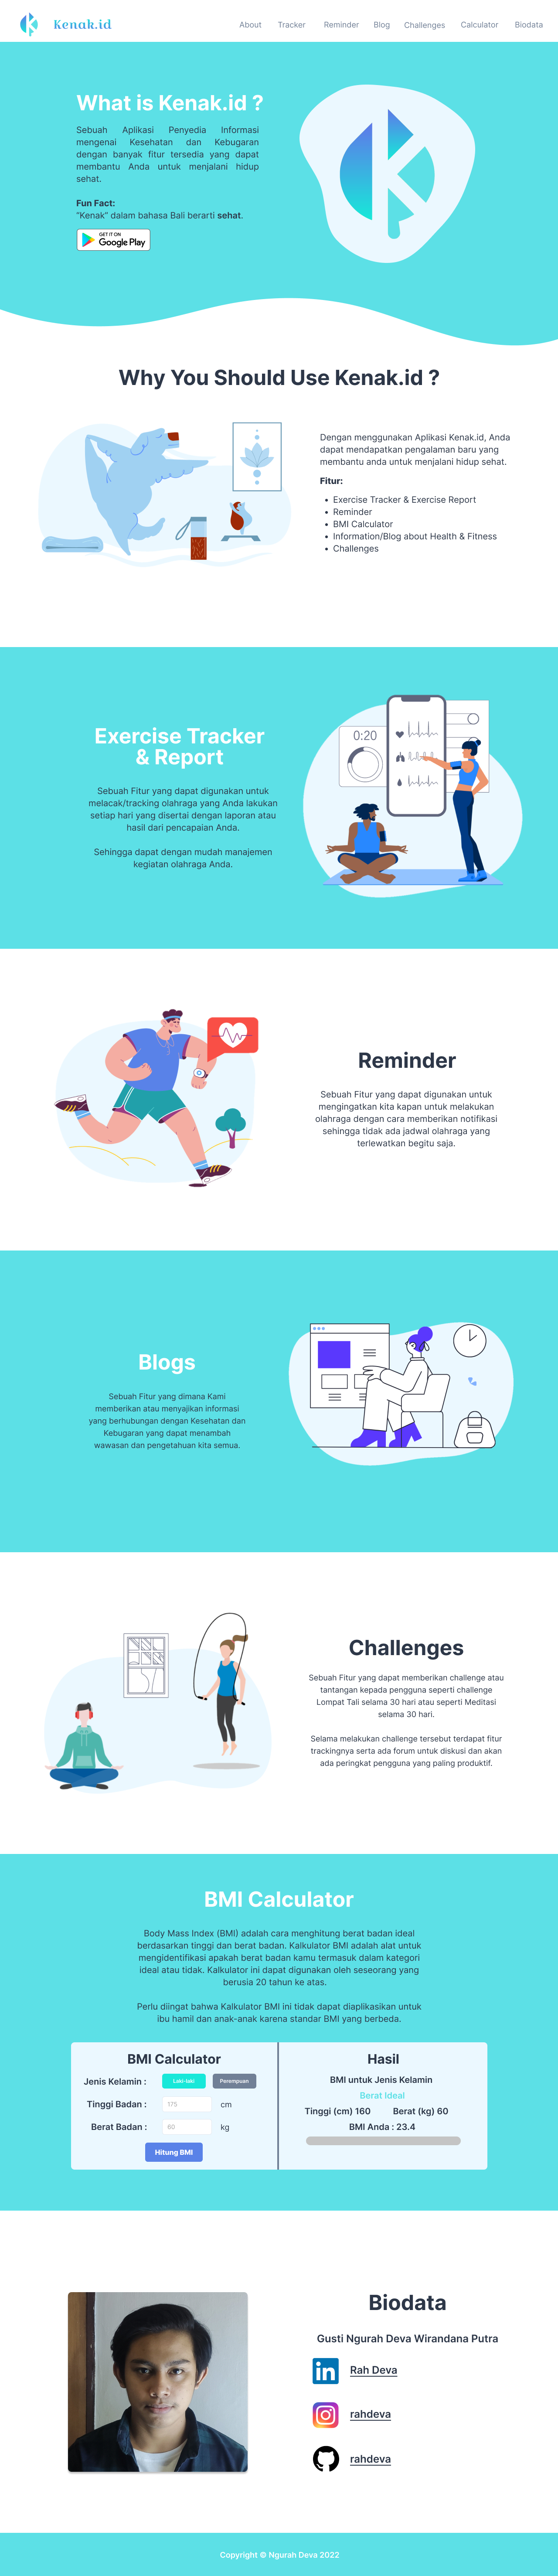 Kenak.id
About Tracker Reminder Blog Challenges Calculator Biodata
What is Kenak.id ?
Sebuah Aplikasi Penyedia Informasi
mengenai Kesehatan dan Kebugaran
dengan banyak fitur tersedia yang dapat
membantu Anda untuk menjalani hidup
sehat.
Fun Fact:
"Kenak" dalam bahasa Bali berarti sehat.
GET IT ON
Google Play
Why You Should Use Kenak.id ?
Dengan menggunakan Aplikasi Kenak.id, Anda
dapat mendapatkan pengalaman baru yang
membantu anda untuk menjalani hidup sehat.
Fitur:
• Exercise Tracker & Exercise Report
• Reminder
• BMI Calculator
• Information/Blog about Health & Fitness
• Challenges
Exercise Tracker
& Report
Sebuah Fitur yang dapat digunakan untuk
melacak/tracking olahraga yang Anda lakukan
setiap hari yang disertai dengan laporan atau
hasil dari pencapaian Anda.
Sehingga dapat dengan mudah manajemen
kegiatan olahraga Anda.
0:20
Reminder
Sebuah Fitur yang dapat digunakan untuk
mengingatkan kita kapan untuk melakukan
olahraga dengan cara memberikan notifikasi
sehingga tidak ada jadwal olahraga yang
terlewatkan begitu saja.
Blogs
Sebuah Fitur yang dimana Kami
memberikan atau menyajikan informasi
yang berhubungan dengan Kesehatan dan
Kebugaran yang dapat menambah
wawasan dan pengetahuan kita semua.
Challenges
Sebuah Fitur yang dapat memberikan challenge atau
tantangan kepada pengguna seperti challenge
Lompat Tali selama 30 hari atau seperti Meditasi
selama 30 hari.
Selama melakukan challenge tersebut terdapat fitur
trackingnya serta ada forum untuk diskusi dan akan
ada peringkat pengguna yang paling produktif.
BMI Calculator
Body Mass Index (BMI) adalah cara menghitung berat badan ideal
berdasarkan tinggi dan berat badan. Kalkulator BMI adalah alat untuk
mengidentifikasi apakah berat badan kamu termasuk dalam kategori
ideal atau tidak. Kalkulator ini dapat digunakan oleh seseorang yang
berusia 20 tahun ke atas.
Perlu diingat bahwa Kalkulator BMI ini tidak dapat diaplikasikan untuk
ibu hamil dan anak-anak karena standar BMI yang berbeda.
BMI Calculator
Jenis Kelamin : Laki-laki Perempuan
Tinggi Badan : 175 cm
Berat Badan : 60 kg
Hitung BMI
Hasil
BMI untuk Jenis Kelamin
Berat Ideal
Tinggi (cm) 160 Berat (kg) 60
BMI Anda : 23.4
Biodata
Gusti Ngurah Deva Wirandana Putra
in Rah Deva
rahdeva
rahdeva
Copyright © Ngurah Deva 2022